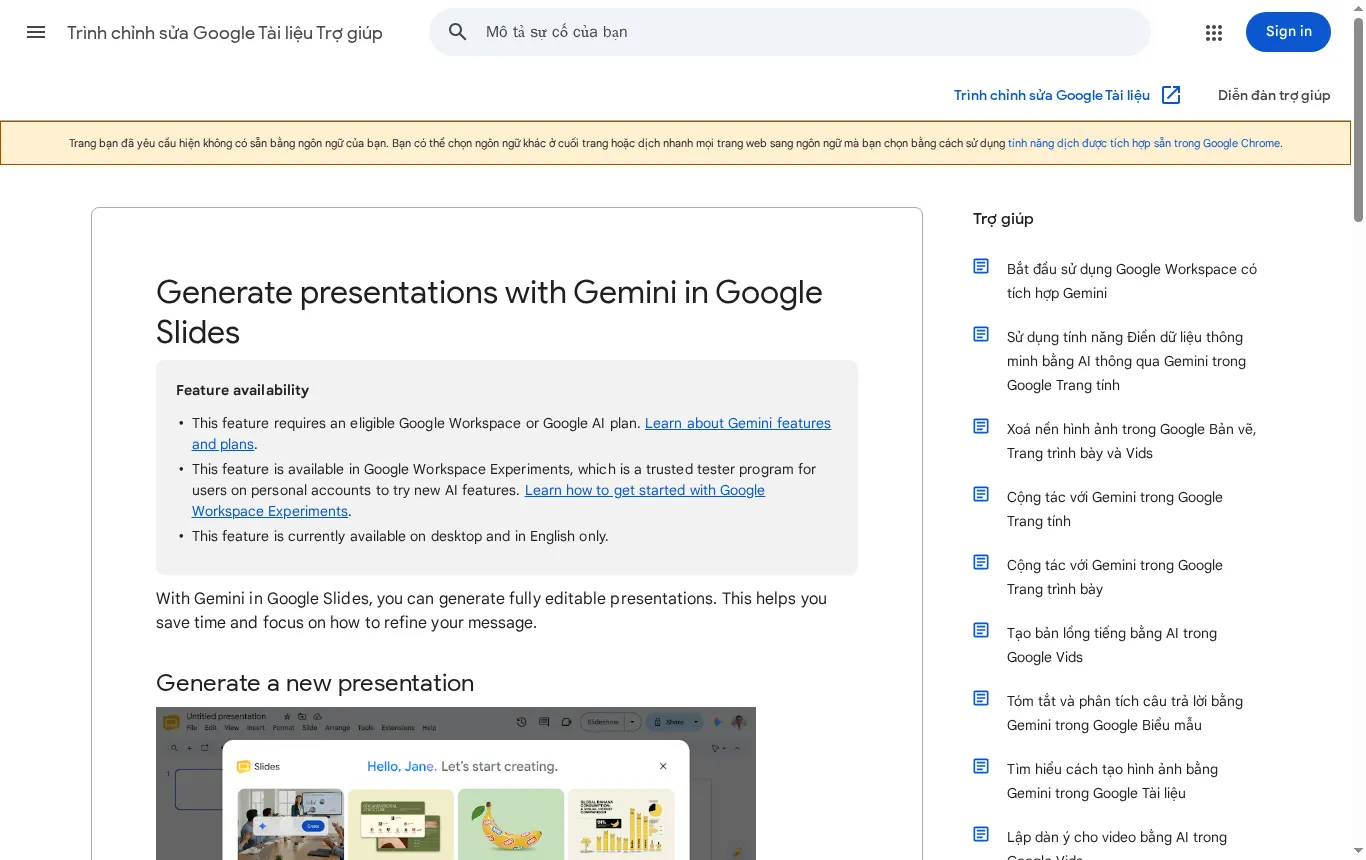 Trình chỉnh sửa Google Tài liệu Trợ giúp
Mô tả sự cố của bạn
Sign in
Trình chỉnh sửa Google Tài liệu
Diễn đàn trợ giúp
Trang bạn đã yêu cầu hiện không có sẵn bằng ngôn ngữ của bạn. Bạn có thể chọn ngôn ngữ khác ở cuối trang hoặc dịch nhanh mọi trang web sang ngôn ngữ mà bạn chọn bằng cách sử dụng tính năng dịch được tích hợp sẵn trong Google Chrome.
Generate presentations with Gemini in Google
Slides
Feature availability
• This feature requires an eligible Google Workspace or Google AI plan. Learn about Gemini features
and plans.
• This feature is available in Google Workspace Experiments, which is a trusted tester program for
users on personal accounts to try new AI features. Learn how to get started with Google
Workspace Experiments.
• This feature is currently available on desktop and in English only.
With Gemini in Google Slides, you can generate fully editable presentations. This helps you
save time and focus on how to refine your message.
Generate a new presentation
Untitled presentation
File Edit View Insert Format Slide Arrange Tools Extensions Help
Slideshow
Share
Slides
Hello, Jane. Let's start creating.
Create
GLOBAL BANANA
CONSUMPTION:
Trợ giúp
Bắt đầu sử dụng Google Workspace có
tích hợp Gemini
Sử dụng tính năng Điền dữ liệu thông
minh bằng AI thông qua Gemini trong
Google Trang tính
Xoá nền hình ảnh trong Google Bản vẽ,
Trang trình bày và Vids
Cộng tác với Gemini trong Google
Trang tính
Cộng tác với Gemini trong Google
Trang trình bày
Tạo bản lồng tiếng bằng AI trong
Google Vids
Tóm tắt và phân tích câu trả lời bằng
Gemini trong Google Biểu mẫu
Tìm hiểu cách tạo hình ảnh bằng
Gemini trong Google Tài liệu
Lập dàn ý cho video bằng AI trong
Google Vids